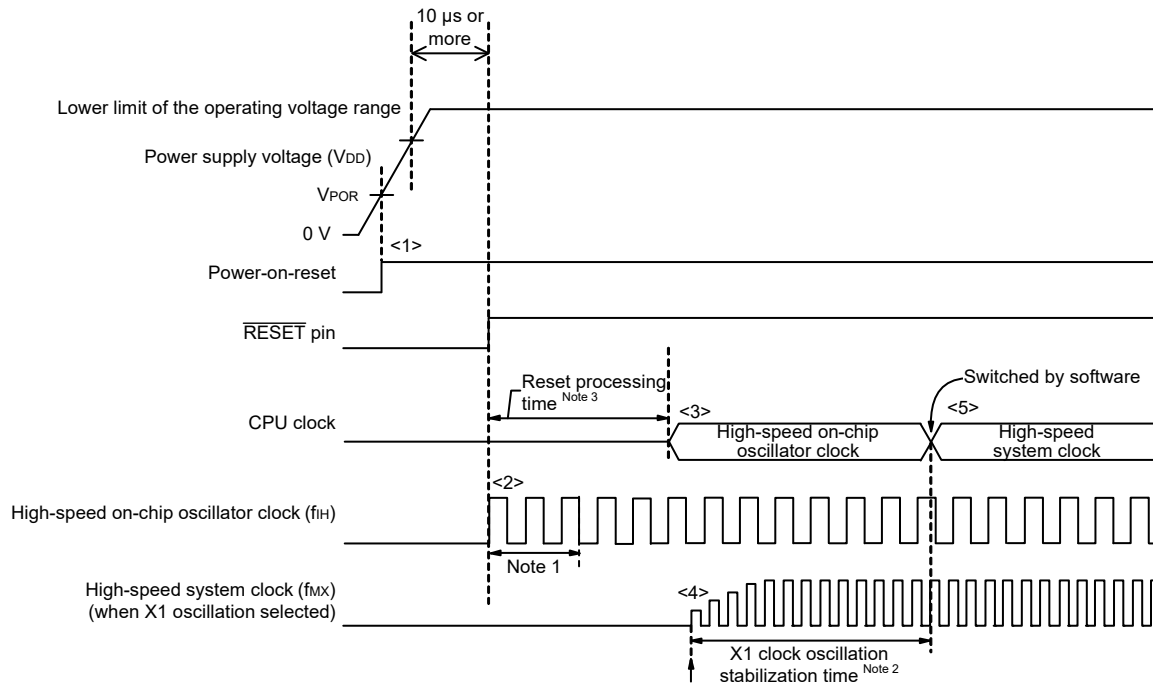 10 µs or
more
Lower limit of the operating voltage range
Power supply voltage (VDD)
VPOR
0 V
<1>
Power-on-reset
RESET pin
Reset processing
time Note 3
Switched by software
<3>
<5>
CPU clock
High-speed on-chip
oscillator clock
High-speed
system clock
<2>
High-speed on-chip oscillator clock (fIH)
Note 1
High-speed system clock (fMX)
(when X1 oscillation selected)
<4>
X1 clock oscillation
stabilization time Note 2